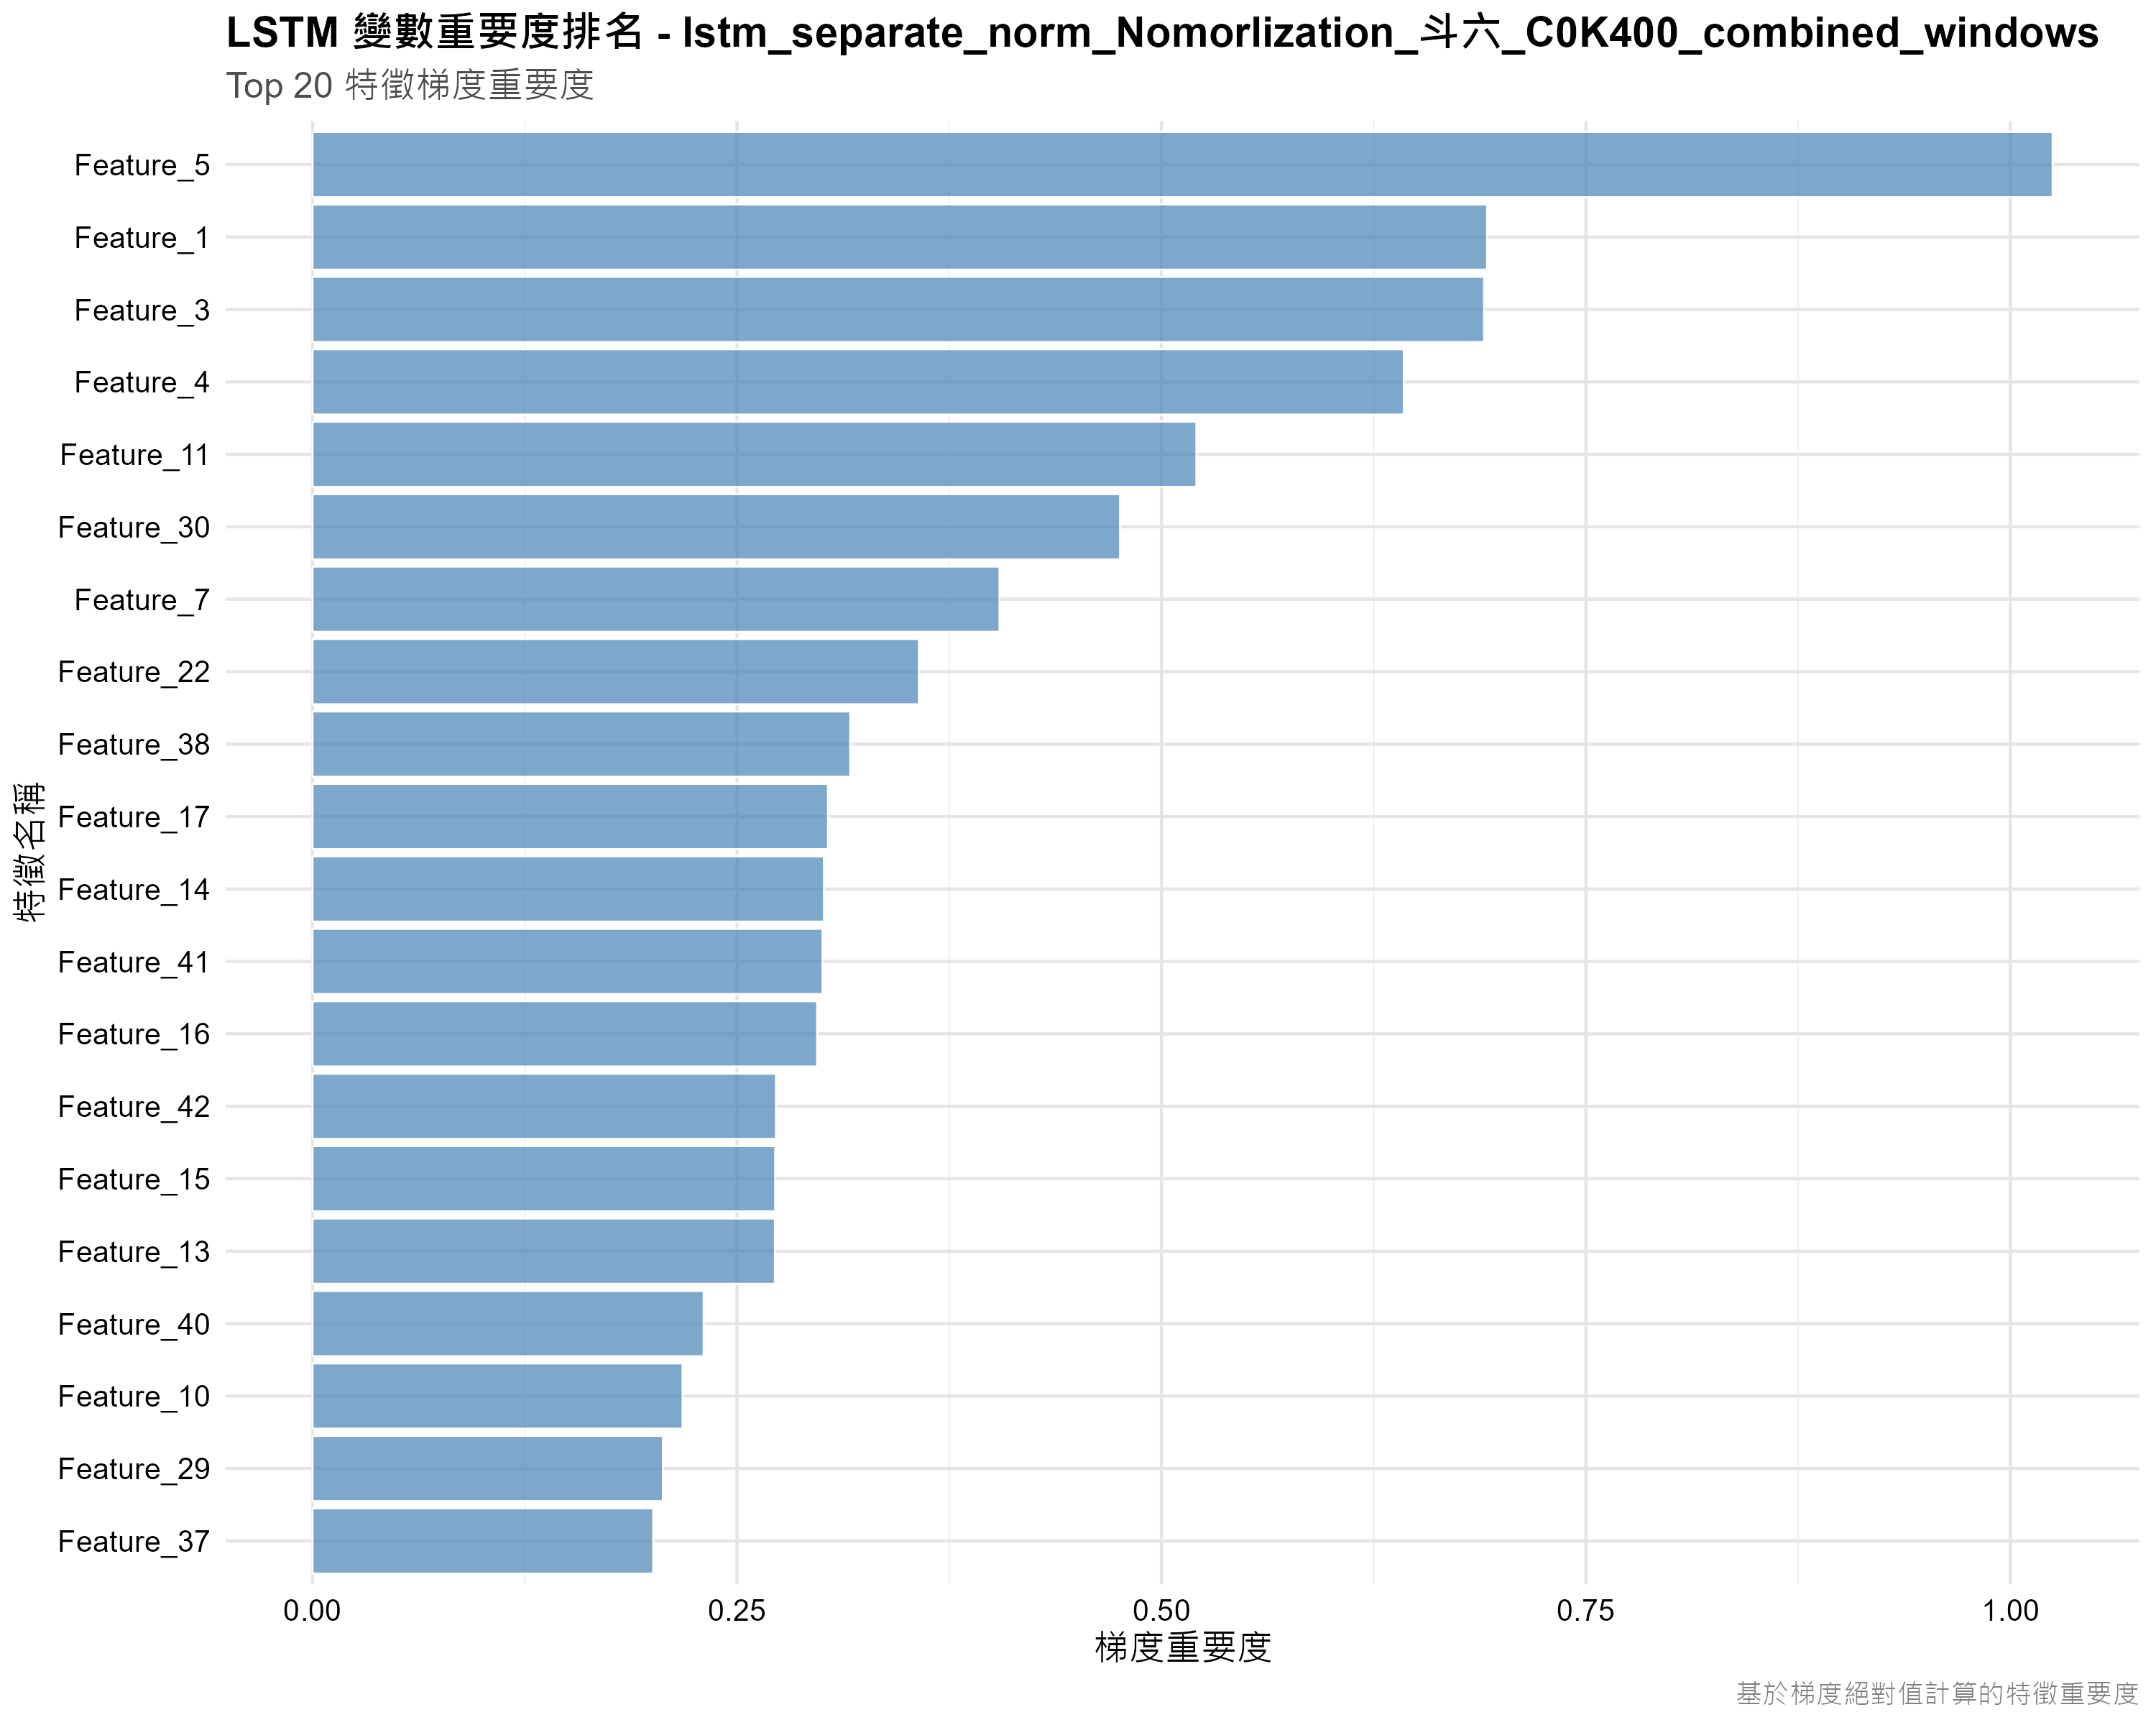 LSTM 變數重要度排名 - lstm_separate_norm_Nomorlization_斗六_C0K400_combined_windows
Top 20 特徵梯度重要度
特徵名稱
Feature_5
Feature_1
Feature_3
Feature_4
Feature_11
Feature_30
Feature_7
Feature_22
Feature_38
Feature_17
Feature_14
Feature_41
Feature_16
Feature_42
Feature_15
Feature_13
Feature_40
Feature_10
Feature_29
Feature_37
0.00 0.25 0.50 0.75 1.00
梯度重要度
基於梯度絕對值計算的特徵重要度